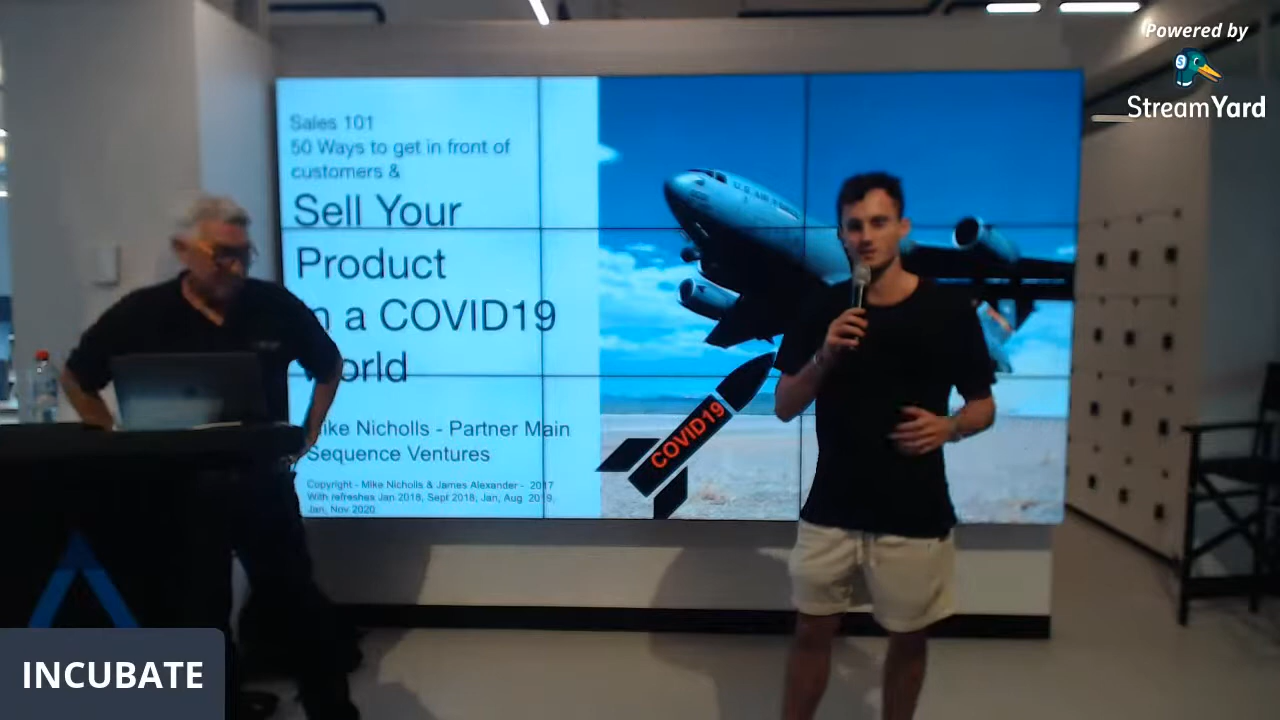 Powered by
StreamYard
Sales 101
50 Ways to get in front of
customers &
Sell Your
Product
n a COVID19
orld
ike Nicholls - Partner Main
Sequence Ventures
Copyright - Mike Nicholls & James Alexander - 2017
With refreshes Jan 2018, Sept 2018, Jan, Aug 2019,
Jan, Nov 2020
U.S. AIR
COVID19
INCUBATE